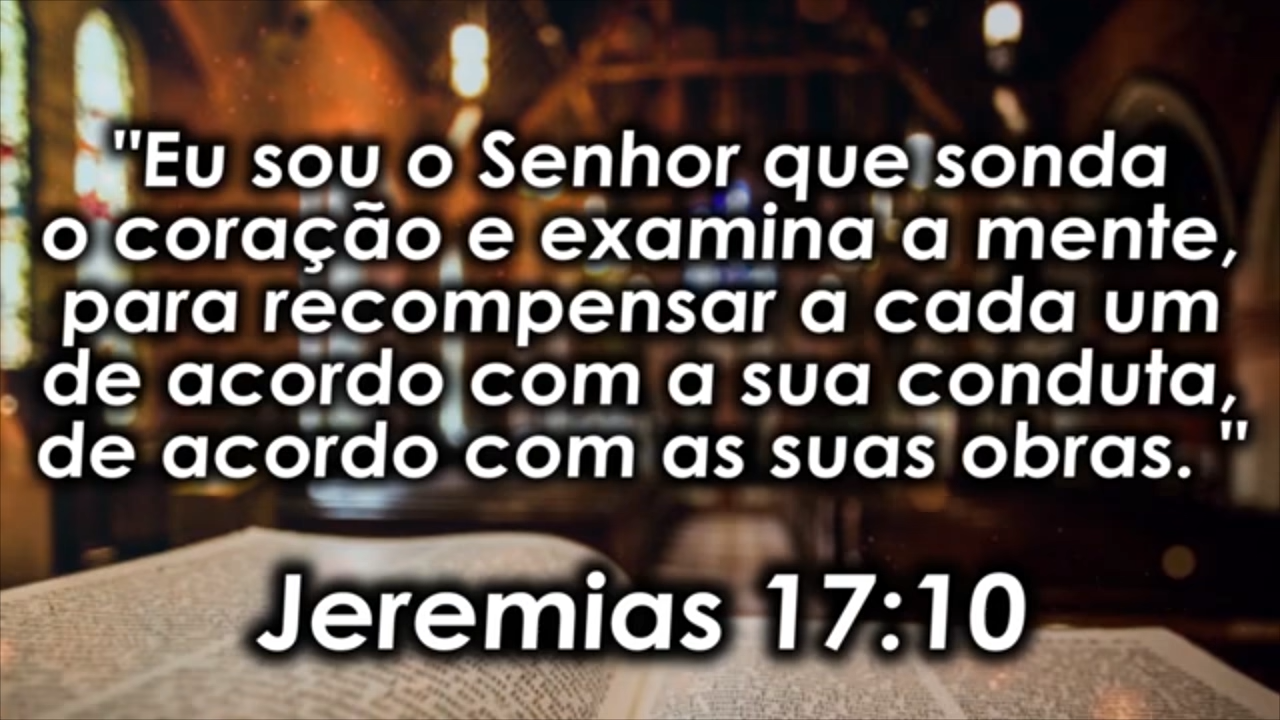 "Eu sou o Senhor que sonda
o coração e examina a mente,
para recompensar a cada um
de acordo com a sua conduta,
de acordo com as suas obras. "
Jeremias 17:10